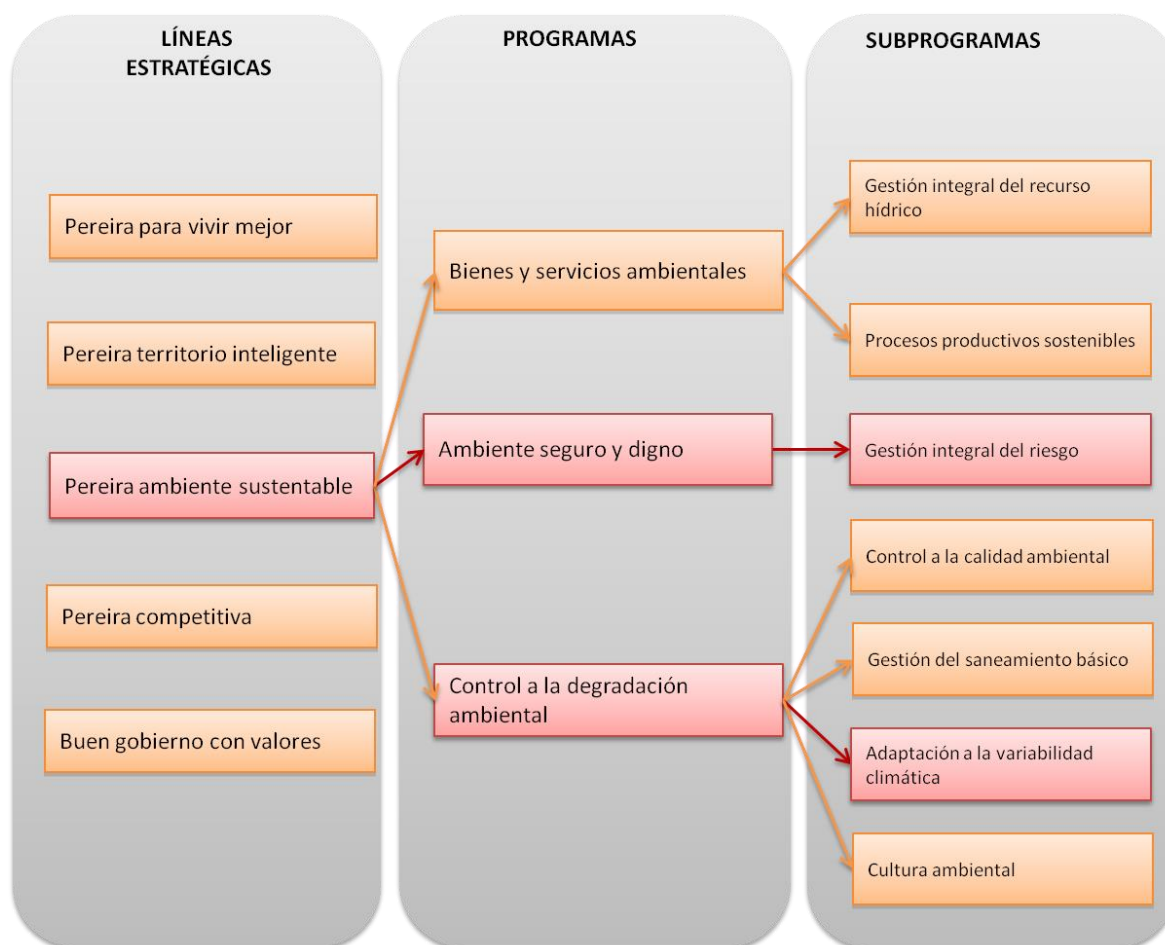 LÍNEAS
ESTRATÉGICAS
Pereira para vivir mejor
Pereira territorio inteligente
Pereira ambiente sustentable
Pereira competitiva
Buen gobierno con valores
PROGRAMAS
Bienes y servicios ambientales
Ambiente seguro y digno
Control a la degradación
ambiental
SUBPROGRAMAS
Gestión integral del recurso
hídrico
Procesos productivos sostenibles
Gestión integral del riesgo
Control a la calidad ambiental
Gestión del saneamiento básico
Adaptación a la variabilidad
climática
Cultura ambiental